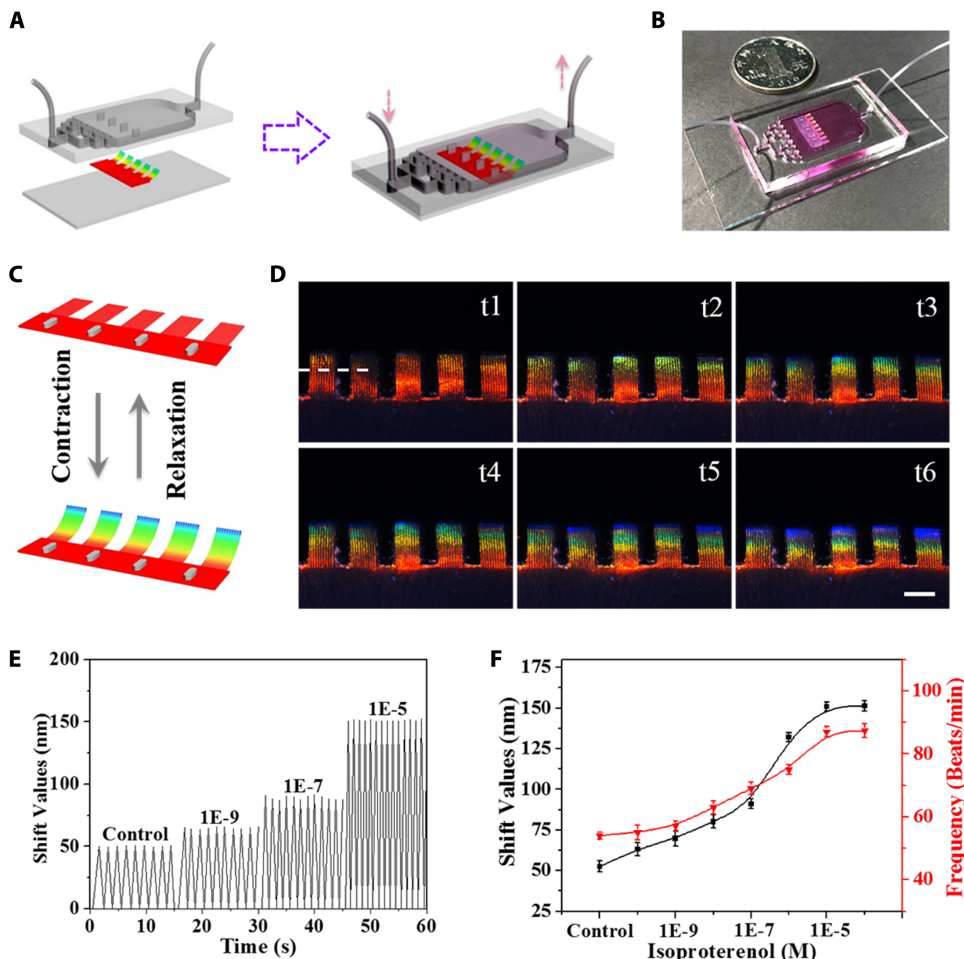 A
B
C
Contraction
Relaxation
D
t1
t2
t3
t4
t5
t6
E
200
150
100
50
0
Shift Values (nm)
Control
1E-9
1E-7
1E-5
0 10 20 30 40 50 60
Time (s)
F
175
150
125
100
75
50
25
Shift Values (nm)
100
80
60
40
Frequency (Beats/min)
Control 1E-9 1E-7 1E-5
Isoproterenol (M)